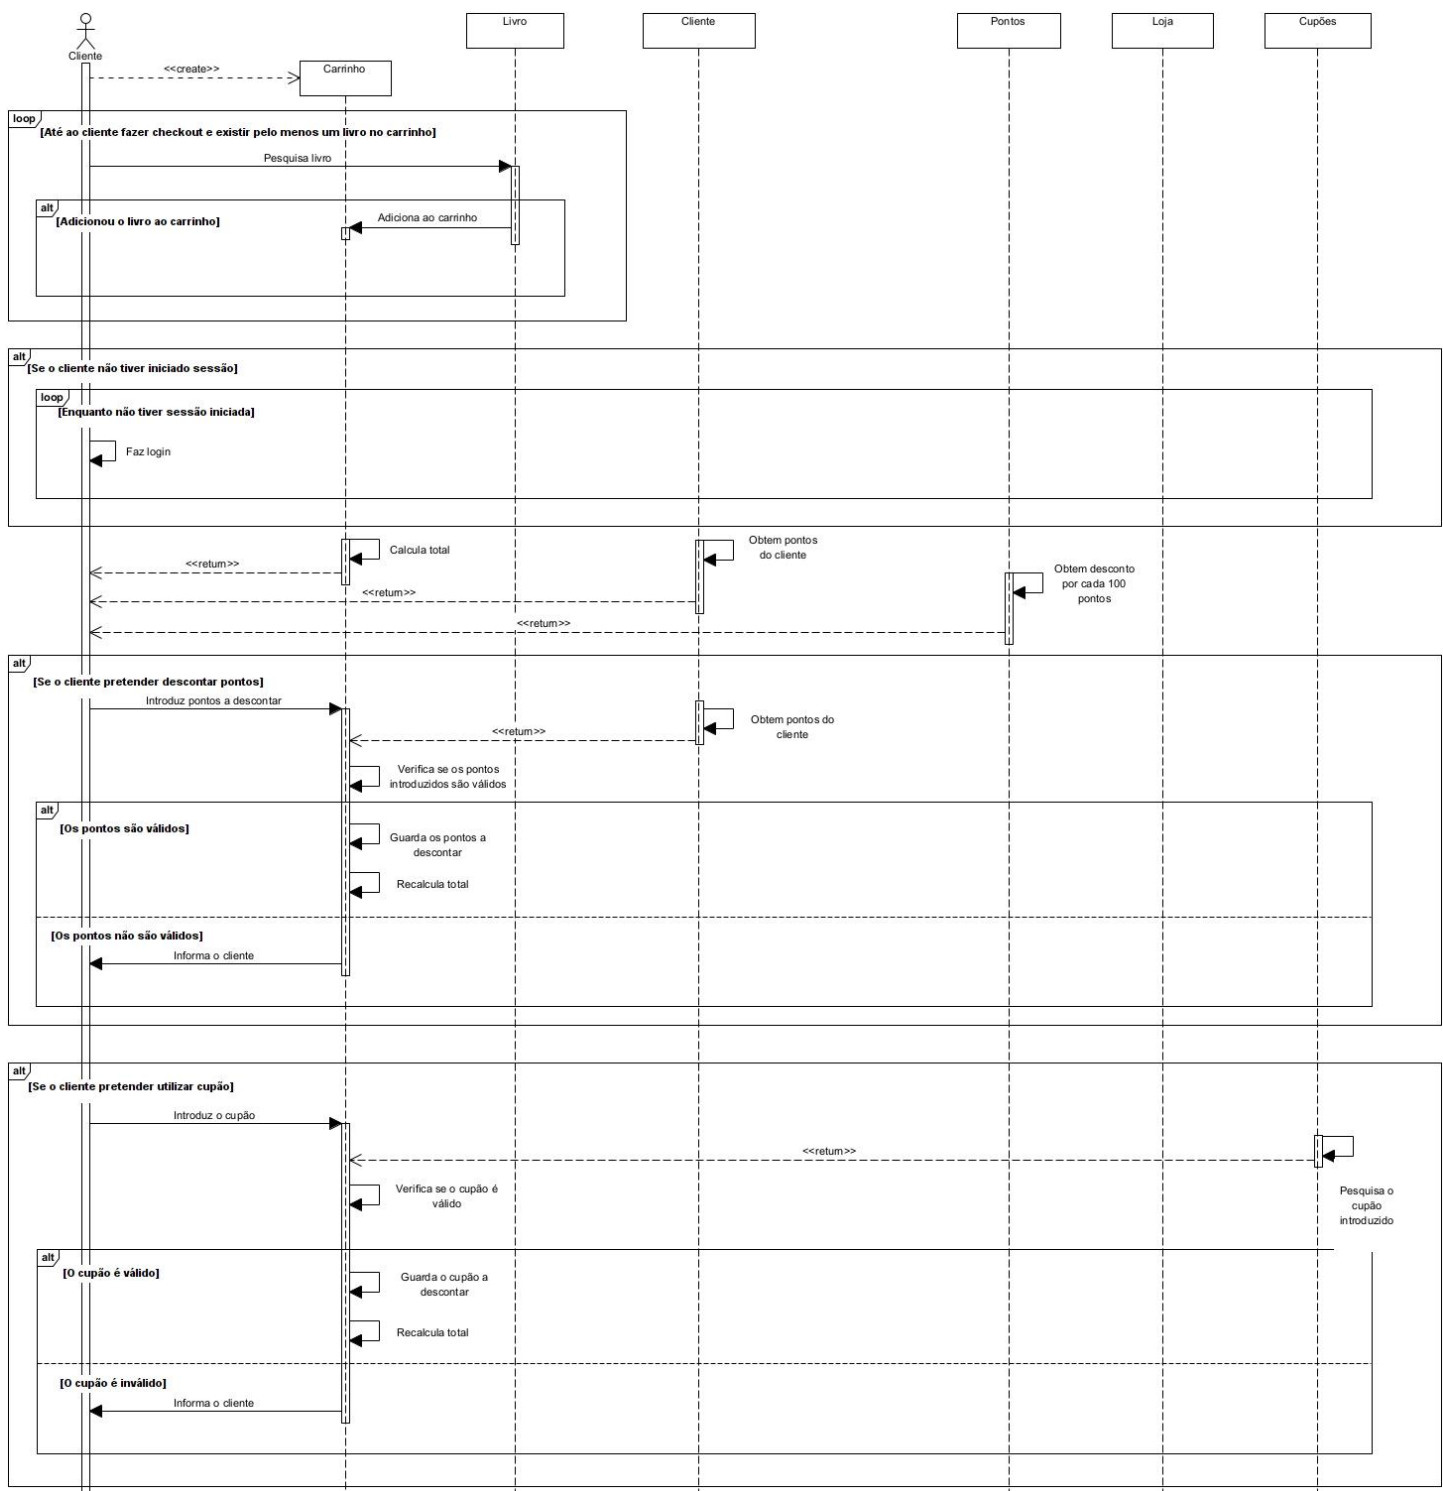 Livro
Cliente
Pontos
Loja
Cupões
Cliente
<<create>>
Carrinho
loop
[Até ao cliente fazer checkout e existir pelo menos um livro no carrinho]
Pesquisa livro
alt
[Adicionou o livro ao carrinho]
Adiciona ao carrinho
alt
[Se o cliente não tiver iniciado sessão]
loop
[Enquanto não tiver sessão iniciada]
Faz login
Calcula total
Obtem pontos
do cliente
<<return>>
Obtem desconto
por cada 100
pontos
<<return>>
<<return>>
alt
[Se o cliente pretender descontar pontos]
Introduz pontos a descontar
Obtem pontos do
cliente
<<return>>
Verifica se os pontos
introduzidos são válidos
alt
[Os pontos são válidos]
Guarda os pontos a
descontar
Recalcula total
[Os pontos não são válidos]
Informa o cliente
alt
[Se o cliente pretender utilizar cupão]
Introduz o cupão
<<return>>
Verifica se o cupão é
válido
Pesquisa o
cupão
introduzido
alt
[O cupão é válido]
Guarda o cupão a
descontar
Recalcula total
[O cupão é inválido]
Informa o cliente